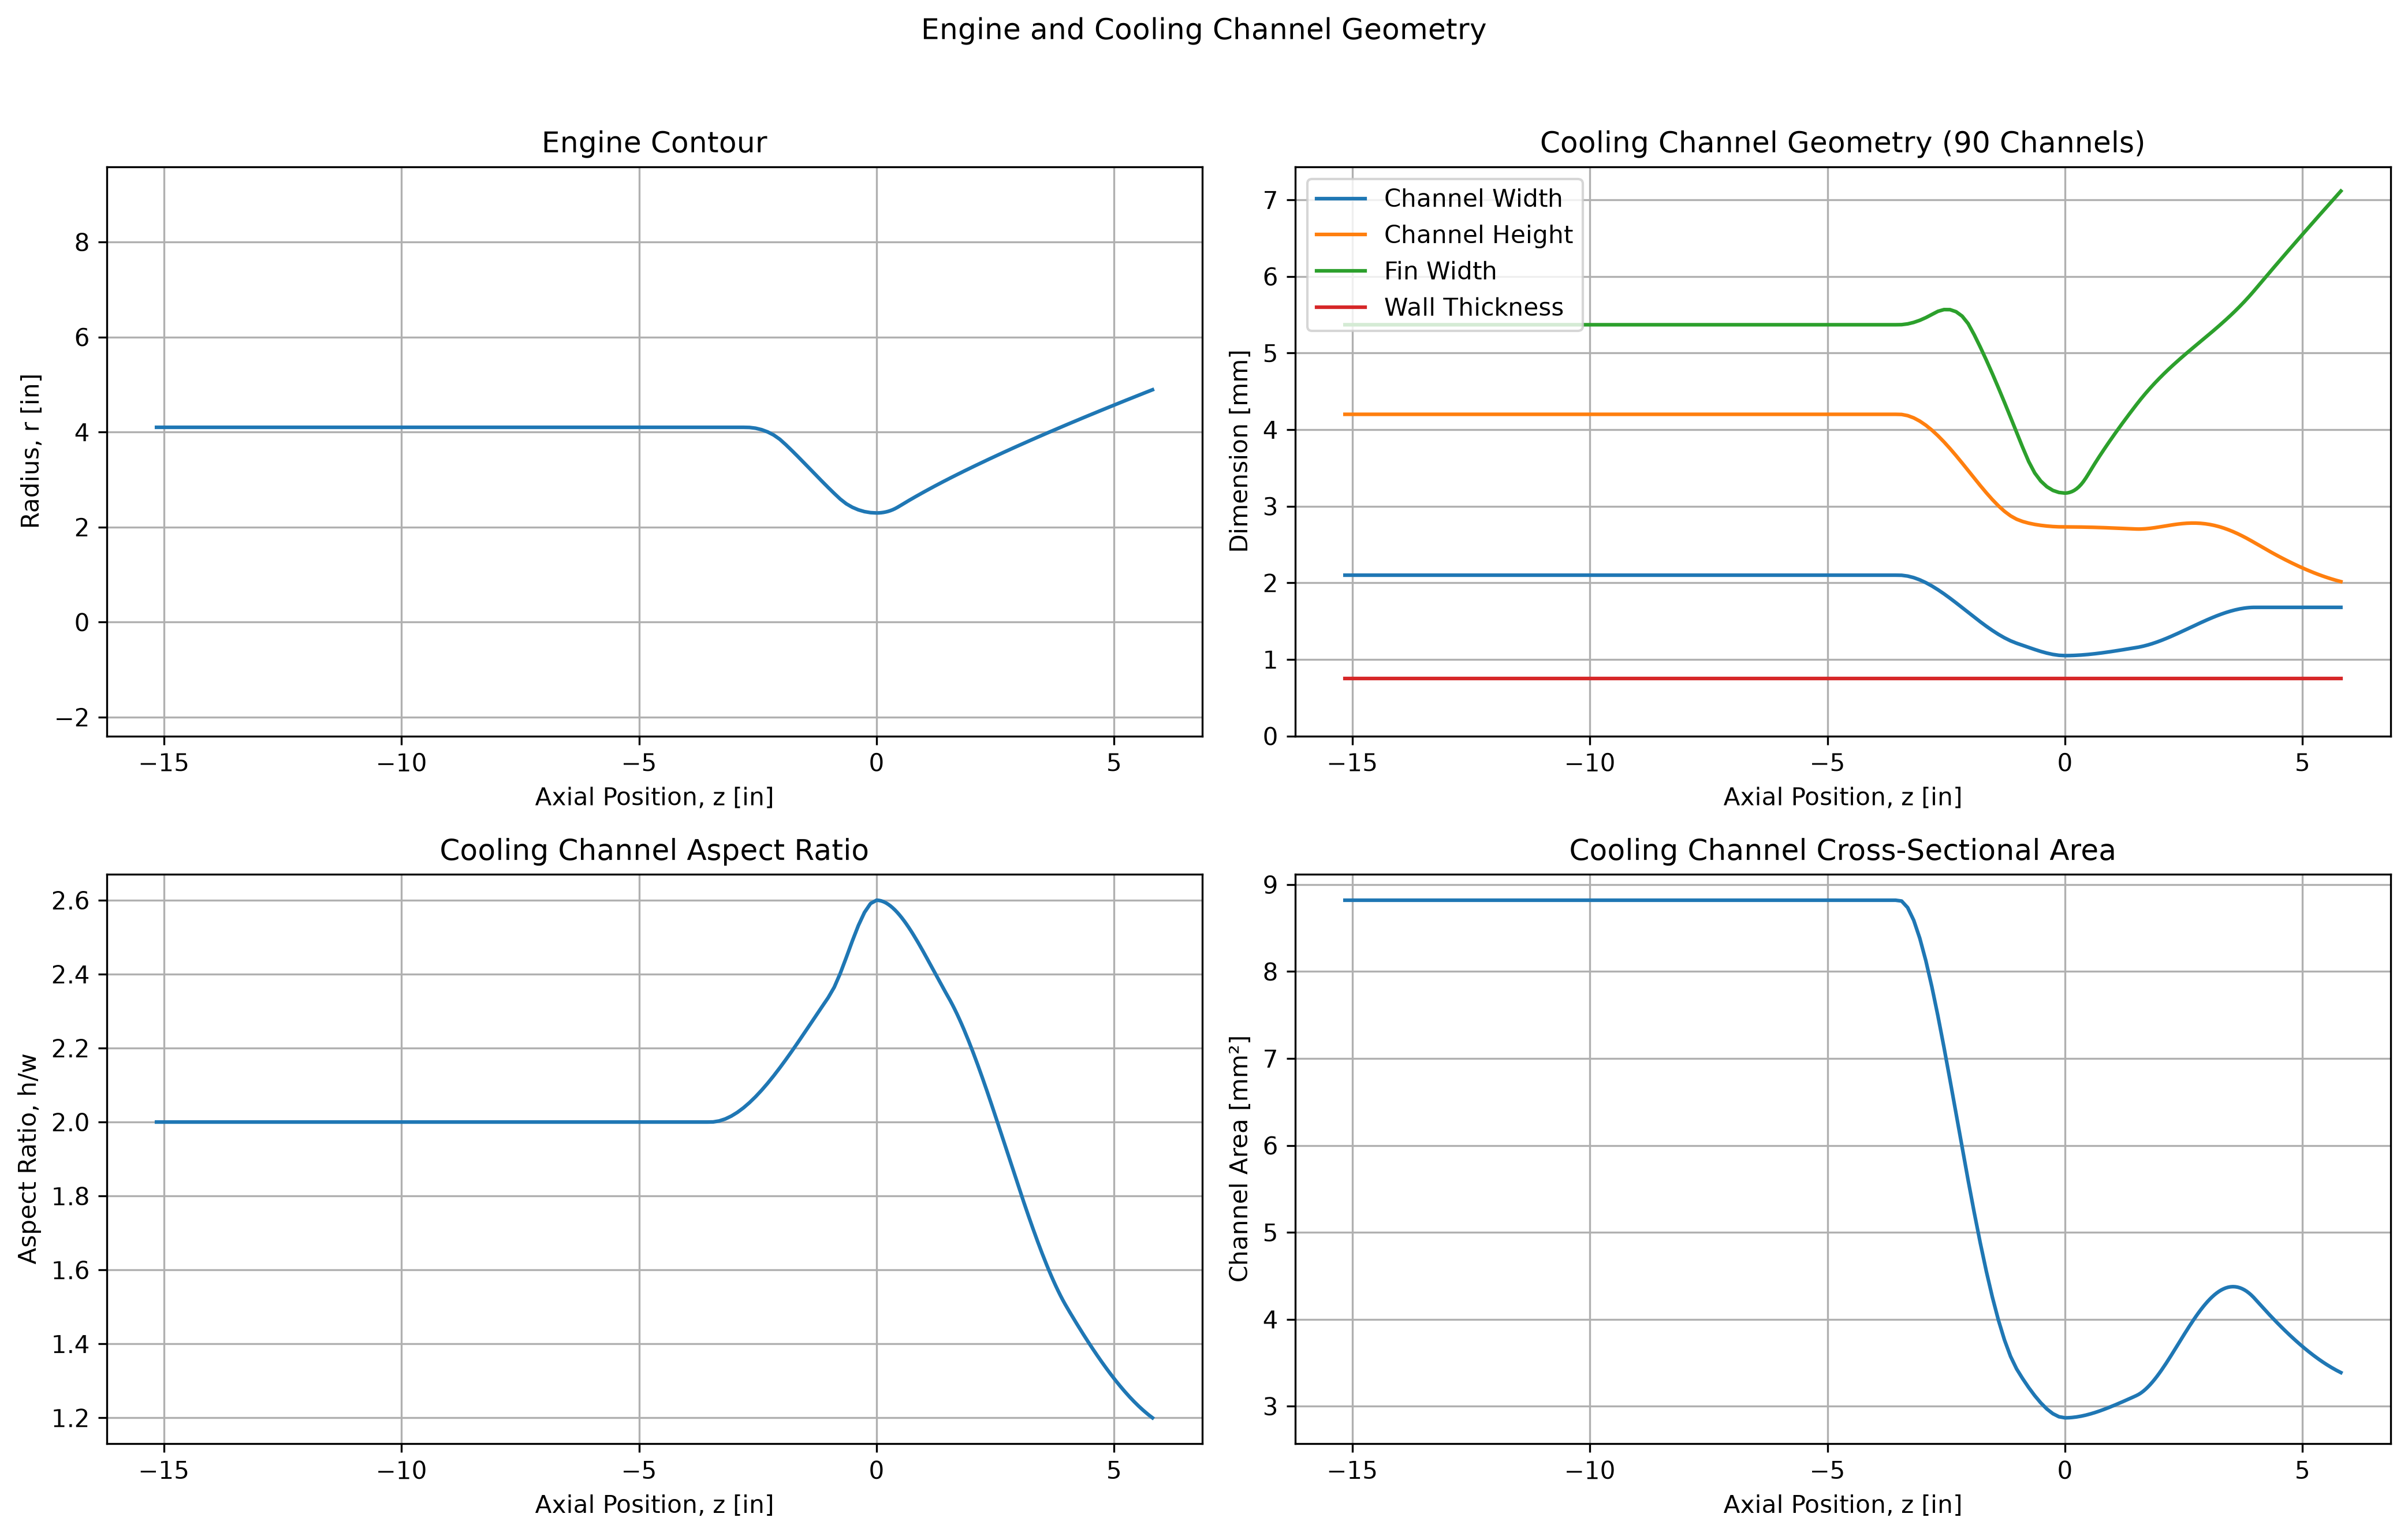 Engine and Cooling Channel Geometry
Engine Contour
Radius, r [in]
8
6
4
2
0
−2
−15 −10 −5 0 5
Axial Position, z [in]
Cooling Channel Geometry (90 Channels)
Channel Width
Channel Height
Fin Width
Wall Thickness
Dimension [mm]
7
6
5
4
3
2
1
0
−15 −10 −5 0 5
Axial Position, z [in]
Cooling Channel Aspect Ratio
Aspect Ratio, h/w
2.6
2.4
2.2
2.0
1.8
1.6
1.4
1.2
−15 −10 −5 0 5
Axial Position, z [in]
Cooling Channel Cross-Sectional Area
Channel Area [mm²]
9
8
7
6
5
4
3
−15 −10 −5 0 5
Axial Position, z [in]